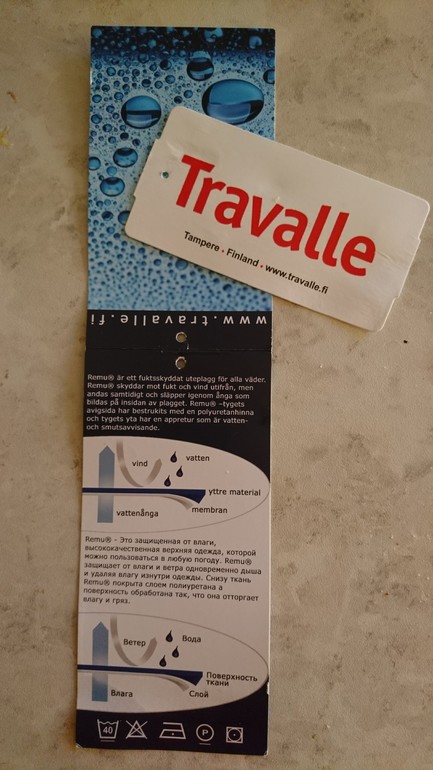 Travalle
Tampere • Finland • www.travalle.fi
www.travalle.fi
Remu® är ett fuktsskyddat uteplagg för alla väder.
Remu® skyddar mot fukt och vind utifrån, men
andas samtidigt och släpper igenom ånga som
bildas på insidan av plagget. Remu® –tygets
avigsida har bestrukits med en polyuretanhinna
och tygets yta har en appretur som är vatten-
och smutsavvisande.
vind
vatten
yttre material
membran
vattenånga
Remu® - Это защищенная от влаги,
высококачественная верхняя одежда, которой
можно пользоваться в любую погоду. Remu®
защищает от влаги и ветра одновременно дыша
и удаляя влагу изнутри одежды. Снизу ткань
Remu® покрыта слоем полиуретана а
поверхность обработана так, что она отторгает
влагу и грязь.
Ветер
Вода
Поверхность
ткани
Слой
Влага
40
P